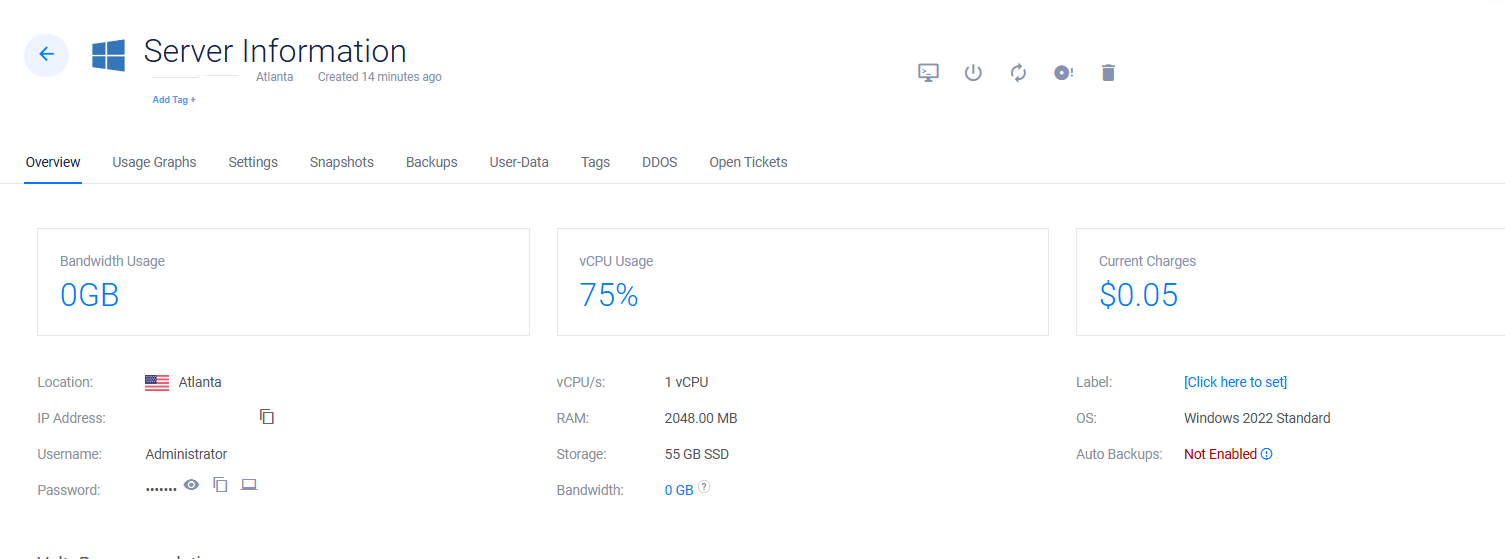 Server Information
Atlanta Created 14 minutes ago
Add Tag +
Overview Usage Graphs Settings Snapshots Backups User-Data Tags DDOS Open Tickets
Bandwidth Usage
0GB
vCPU Usage
75%
Current Charges
$0.05
Location: Atlanta
IP Address:
Username: Administrator
Password: •••••••
vCPU/s: 1 vCPU
RAM: 2048.00 MB
Storage: 55 GB SSD
Bandwidth: 0 GB ?
Label: [Click here to set]
OS: Windows 2022 Standard
Auto Backups: Not Enabled